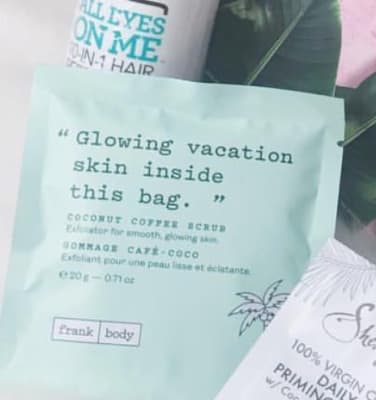 ALL EYES
ON ME
10-IN-1 HAIR
“ Glowing vacation
skin inside
this bag. ”
COCONUT COFFEE SCRUB
Exfoliator for smooth, glowing skin.
GOMMAGE CAFÉ-COCO
Exfoliant pour une peau lisse et éclatante.
℮ 20 g — 0.71 oz
frank body
100% VIRGIN
DAILY
PRIMING